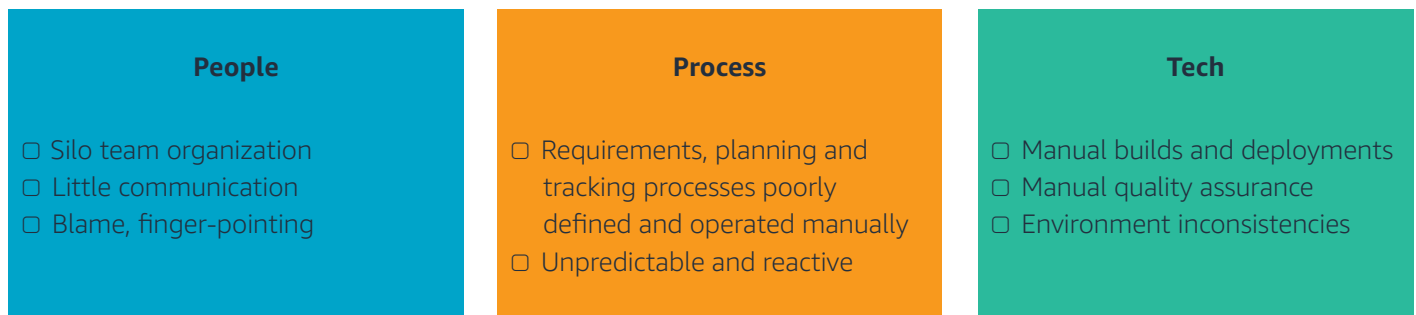 People
▢ Silo team organization
▢ Little communication
▢ Blame, finger-pointing
Process
▢ Requirements, planning and
tracking processes poorly
defined and operated manually
▢ Unpredictable and reactive
Tech
▢ Manual builds and deployments
▢ Manual quality assurance
▢ Environment inconsistencies